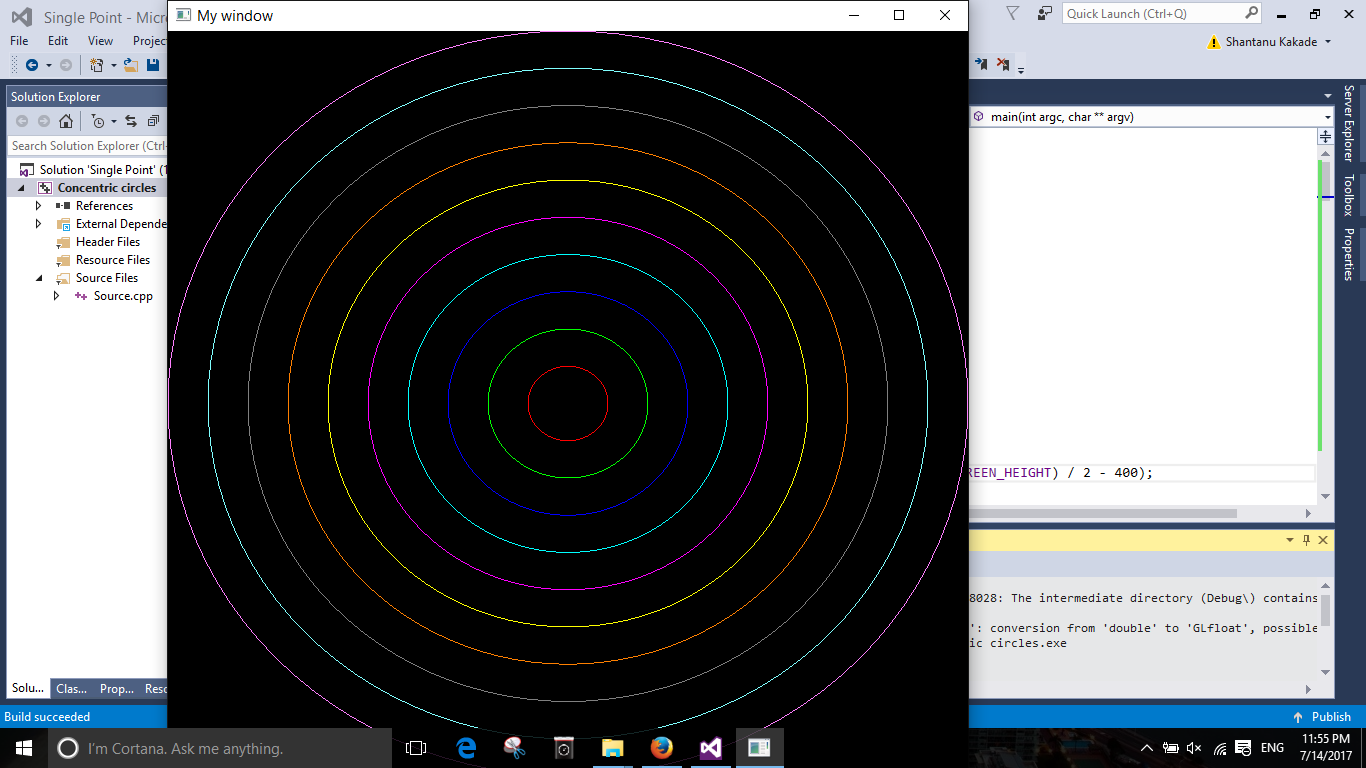 Single Point - Micr
My window
Quick Launch (Ctrl+Q)
File Edit View Projec
Shantanu Kakade
Solution Explorer
Search Solution Explorer (Ctrl+
Solution 'Single Point' (1
Concentric circles
References
External Depende
Header Files
Resource Files
Source Files
Source.cpp
main(int argc, char ** argv)
Server Explorer
Toolbox
Properties
REEN_HEIGHT) / 2 - 400);
8028: The intermediate directory (Debug\) contains
': conversion from 'double' to 'GLfloat', possible
ic circles.exe
Solu... Clas... Prop... Reso
Build succeeded
Publish
I'm Cortana. Ask me anything.
ENG
11:55 PM
7/14/2017